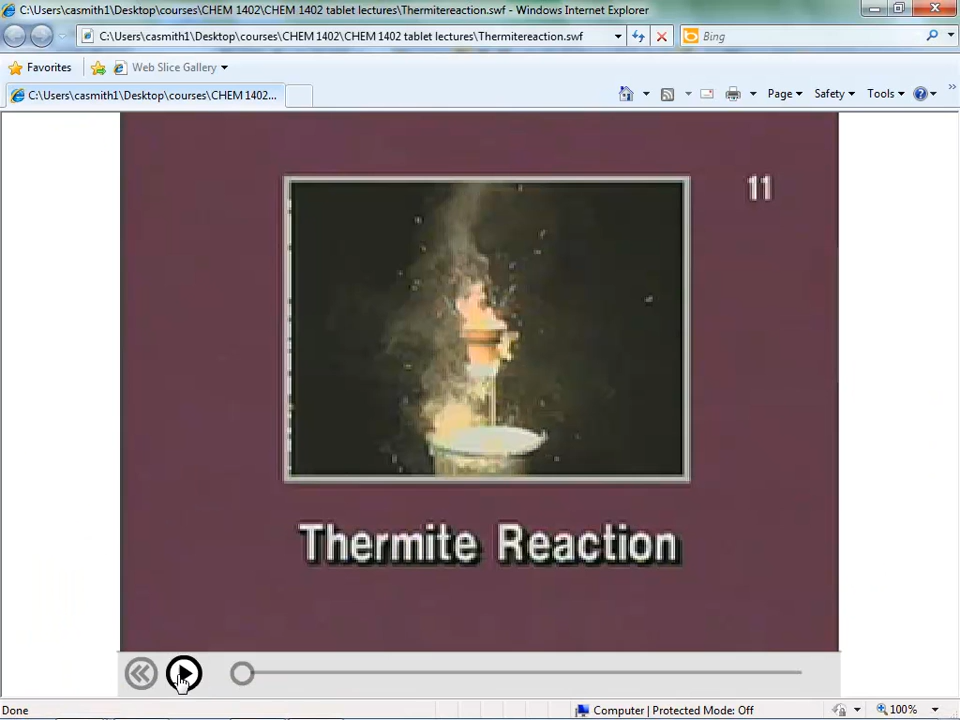 C:\Users\casmith1\Desktop\courses\CHEM 1402\CHEM 1402 tablet lectures\Thermitereaction.swf - Windows Internet Explorer
C:\Users\casmith1\Desktop\courses\CHEM 1402\CHEM 1402 tablet lectures\Thermitereaction.swf
Bing
Favorites
Web Slice Gallery
C:\Users\casmith1\Desktop\courses\CHEM 1402...
Page
Safety
Tools
11
Thermite Reaction
Done
Computer | Protected Mode: Off
100%